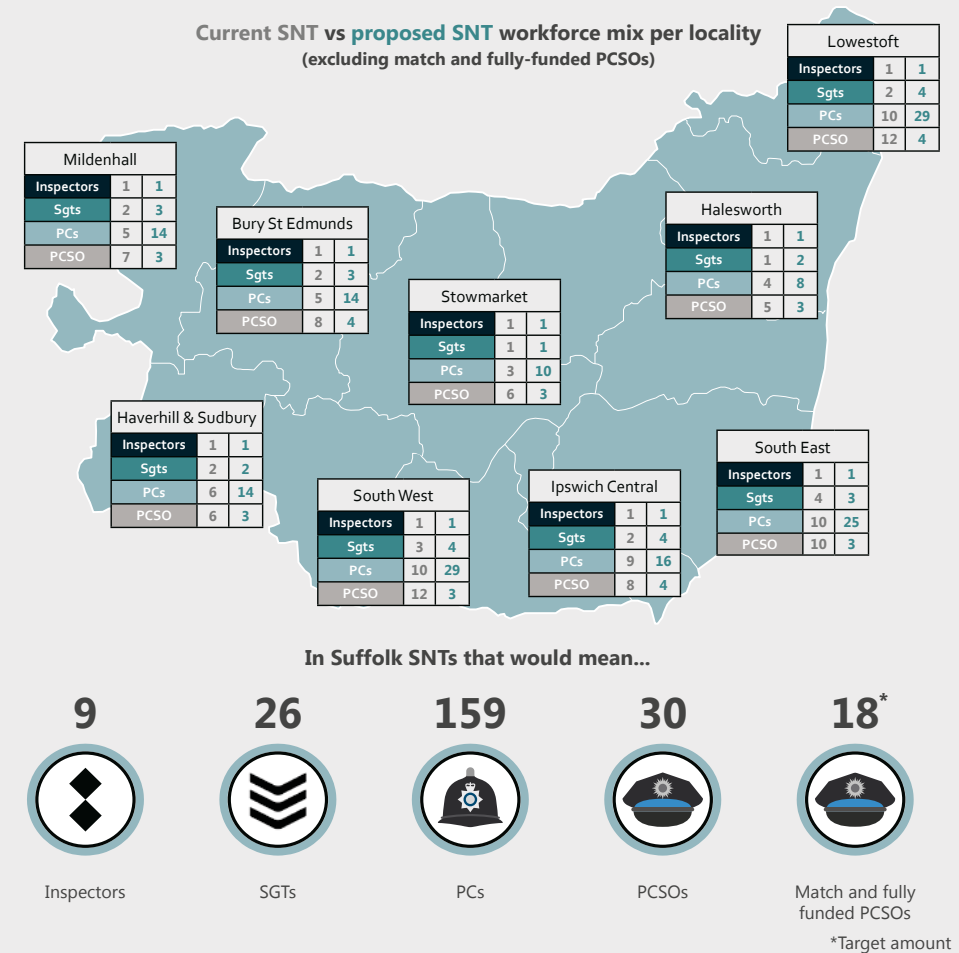 Current SNT vs proposed SNT workforce mix per locality
(excluding match and fully-funded PCSOs)
Lowestoft
Inspectors 1 1
Sgts 2 4
PCs 10 29
PCSO 12 4
Mildenhall
Inspectors 1 1
Sgts 2 3
PCs 5 14
PCSO 7 3
Bury St Edmunds
Inspectors 1 1
Sgts 2 3
PCs 5 14
PCSO 8 4
Halesworth
Inspectors 1 1
Sgts 1 2
PCs 4 8
PCSO 5 3
Stowmarket
Inspectors 1 1
Sgts 1 1
PCs 3 10
PCSO 6 3
Haverhill & Sudbury
Inspectors 1 1
Sgts 2 2
PCs 6 14
PCSO 6 3
South West
Inspectors 1 1
Sgts 3 4
PCs 10 29
PCSO 12 3
Ipswich Central
Inspectors 1 1
Sgts 2 4
PCs 9 16
PCSO 8 4
South East
Inspectors 1 1
Sgts 4 3
PCs 10 25
PCSO 10 3
In Suffolk SNTs that would mean...
9 26 159 30 18*
Inspectors SGTs PCs PCSOs Match and fully
funded PCSOs
*Target amount